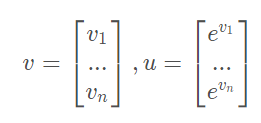 v = [v₁ ... vₙ] , u = [e^{v₁} ... e^{vₙ}]